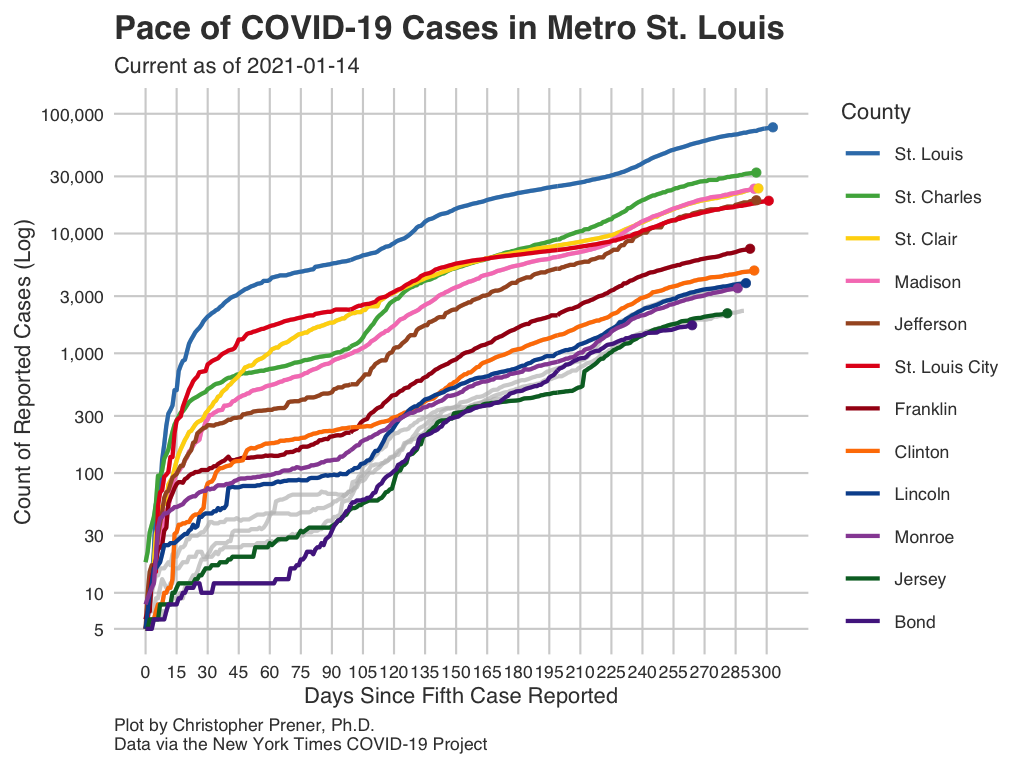 Pace of COVID-19 Cases in Metro St. Louis
Current as of 2021-01-14
Count of Reported Cases (Log)
100,000
30,000
10,000
3,000
1,000
300
100
30
10
5
0 15 30 45 60 75 90 105 120 135 150 165 180 195 210 225 240 255 270 285 300
Days Since Fifth Case Reported
County
St. Louis
St. Charles
St. Clair
Madison
Jefferson
St. Louis City
Franklin
Clinton
Lincoln
Monroe
Jersey
Bond
Plot by Christopher Prener, Ph.D.
Data via the New York Times COVID-19 Project